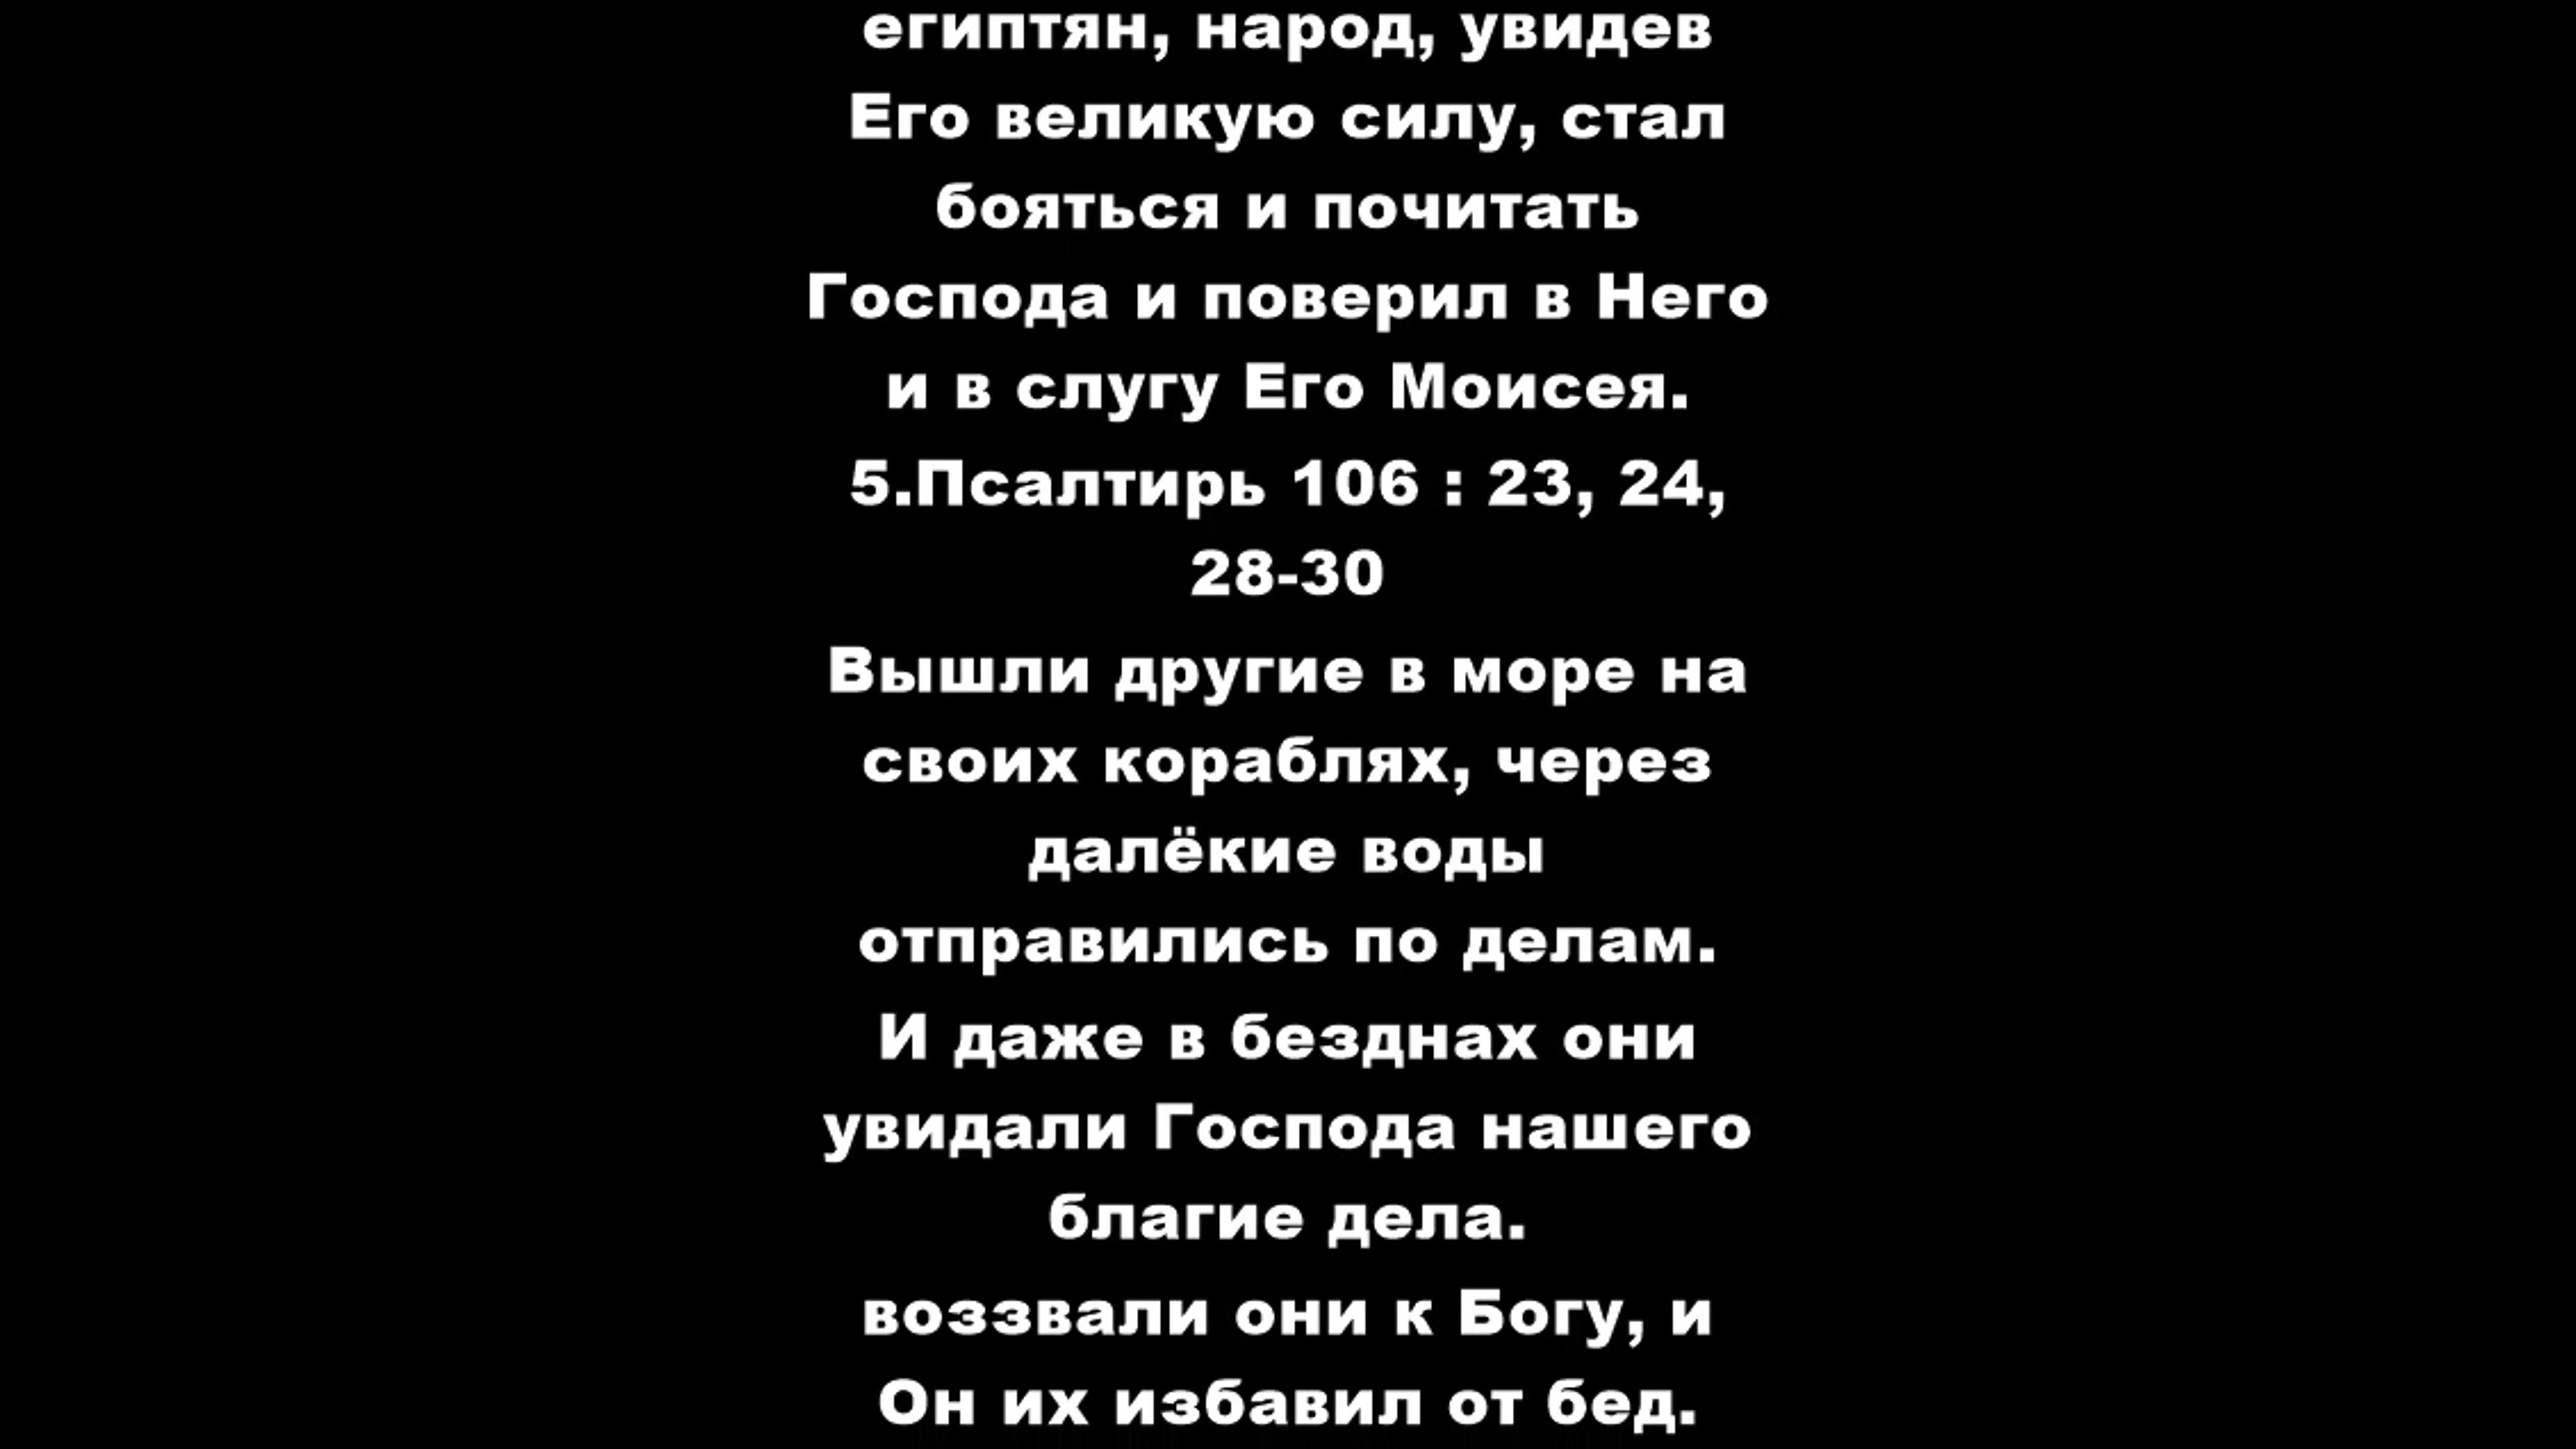 египтян, народ, увидев
Его великую силу, стал
бояться и почитать
Господа и поверил в Него
и в слугу Его Моисея.
5.Псалтирь 106 : 23, 24,
28-30
Вышли другие в море на
своих кораблях, через
далёкие воды
отправились по делам.
И даже в безднах они
увидали Господа нашего
благие дела.
воззвали они к Богу, и
Он их избавил от бед.